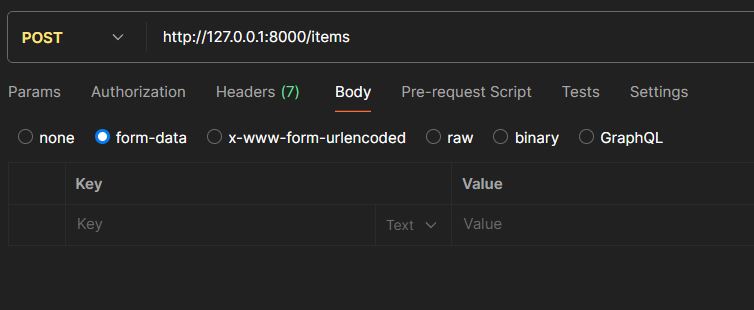 POST http://127.0.0.1:8000/items
Params Authorization Headers (7) Body Pre-request Script Tests Settings
none form-data x-www-form-urlencoded raw binary GraphQL
Key Value
Key Text Value